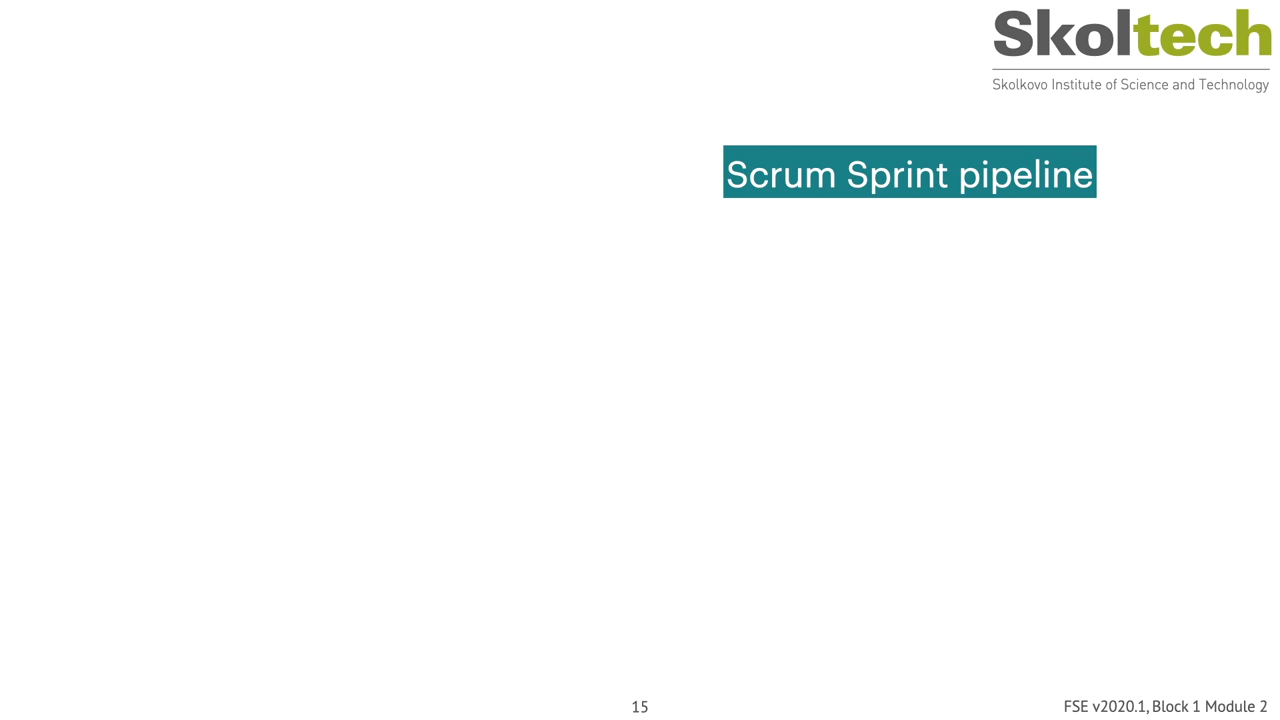 Skoltech
Skolkovo Institute of Science and Technology
Scrum Sprint pipeline
15
FSE v2020.1, Block 1 Module 2